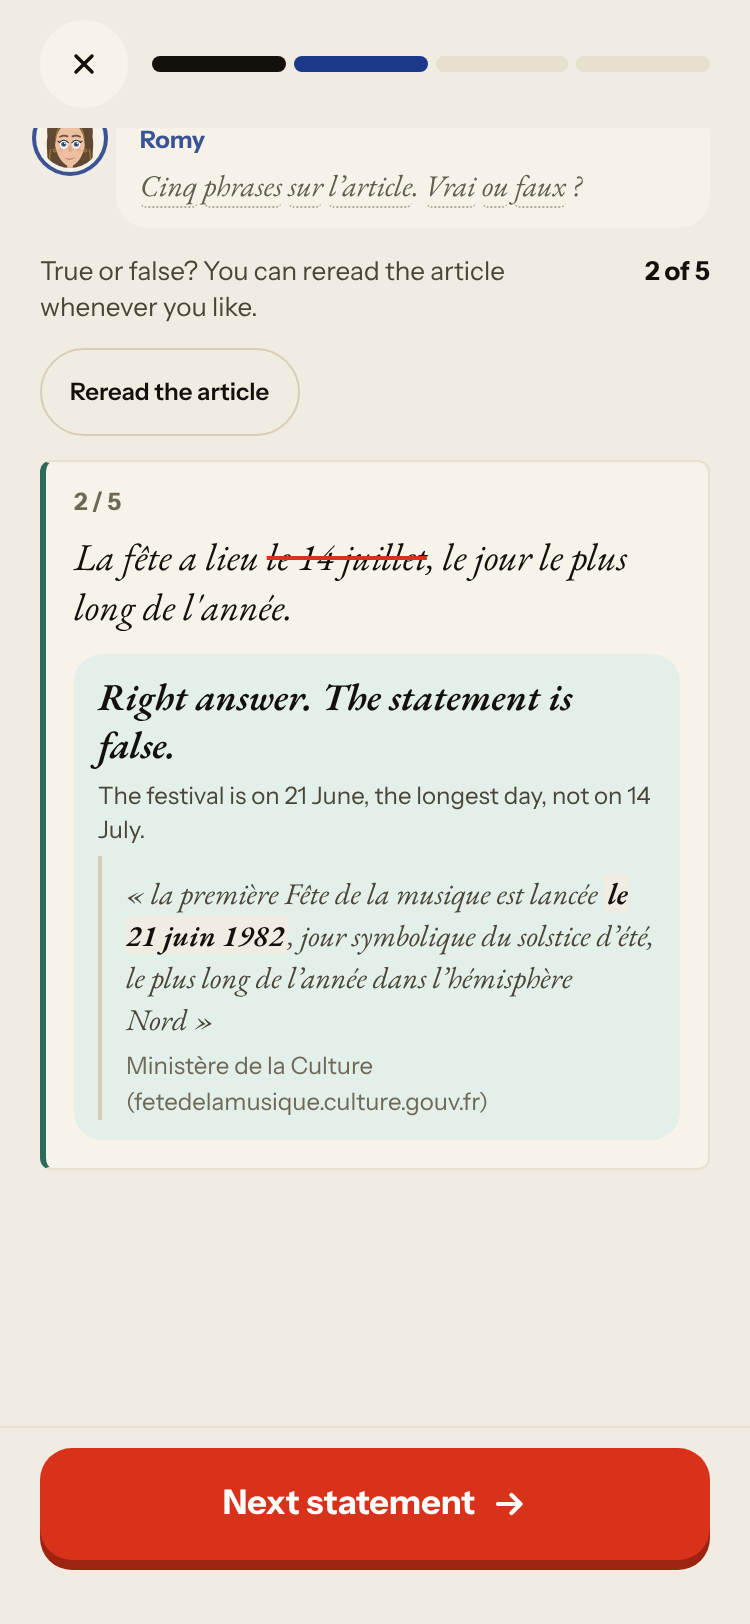 Romy
Cinq phrases sur l’article. Vrai ou faux ?
True or false? You can reread the article
whenever you like.
2 of 5
Reread the article
2 / 5
La fête a lieu le 14 juillet, le jour le plus
long de l'année.
Right answer. The statement is
false.
The festival is on 21 June, the longest day, not on 14
July.
« la première Fête de la musique est lancée le
21 juin 1982, jour symbolique du solstice d’été,
le plus long de l’année dans l’hémisphère
Nord »
Ministère de la Culture
(fetedelamusique.culture.gouv.fr)
Next statement →